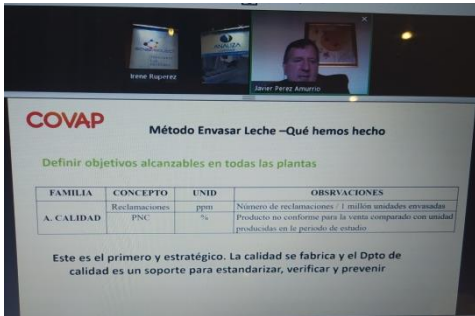 ANALIZA
Irene Ruperez
Javier Perez Amurrio
COVAP
Método Envasar Leche –Qué hemos hecho
Definir objetivos alcanzables en todas las plantas
FAMILIA CONCEPTO UNID OBSRVACIONES
A. CALIDAD
Reclamaciones ppm Número de reclamaciones / 1 millón unidades envasadas
PNC % Producto no conforme para la venta comparado con unidad
producidas en le periodo de estudio
Este es el primero y estratégico. La calidad se fabrica y el Dpto de
calidad es un soporte para estandarizar, verificar y prevenir